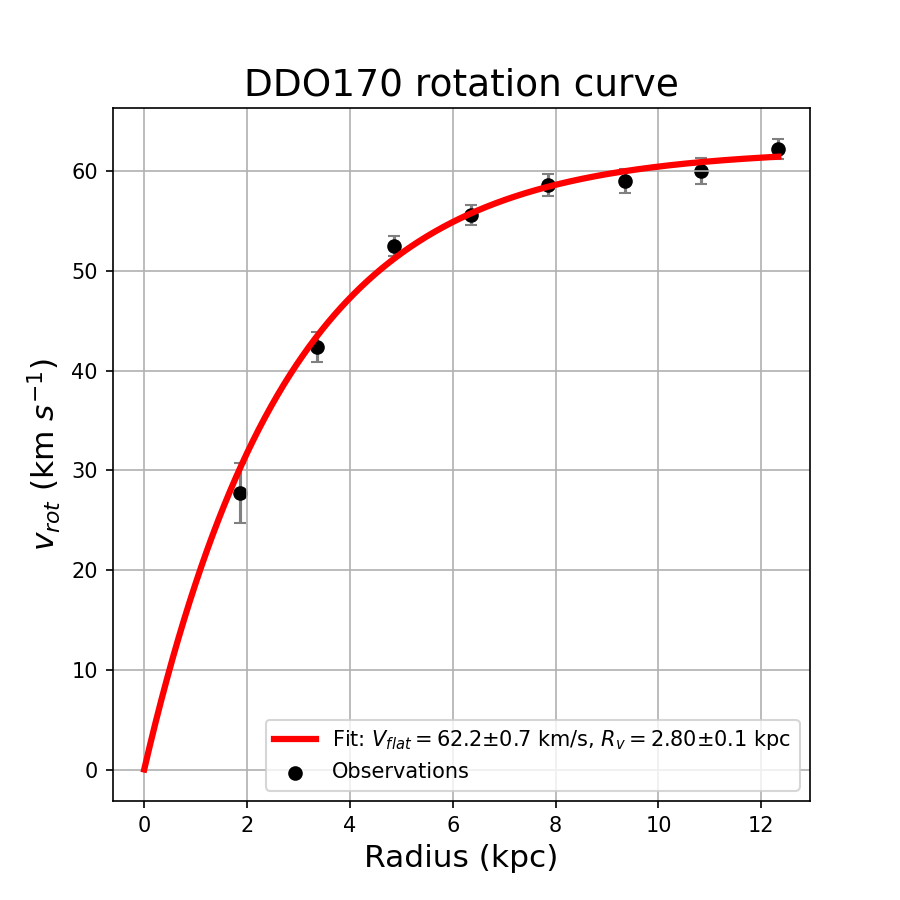 DDO170 rotation curve
v_rot (km s⁻¹)
60
50
40
30
20
10
0
Fit: V_flat = 62.2±0.7 km/s, R_v = 2.80±0.1 kpc
Observations
0 2 4 6 8 10 12
Radius (kpc)